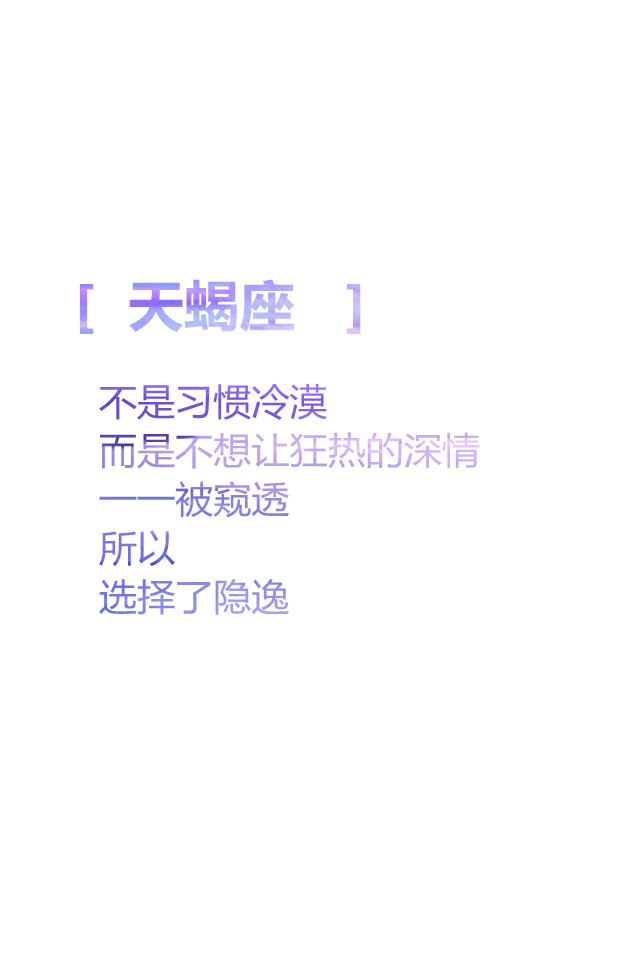 [ 天蝎座 ]
不是习惯冷漠
而是不想让狂热的深情
一一被窥透
所以
选择了隐逸